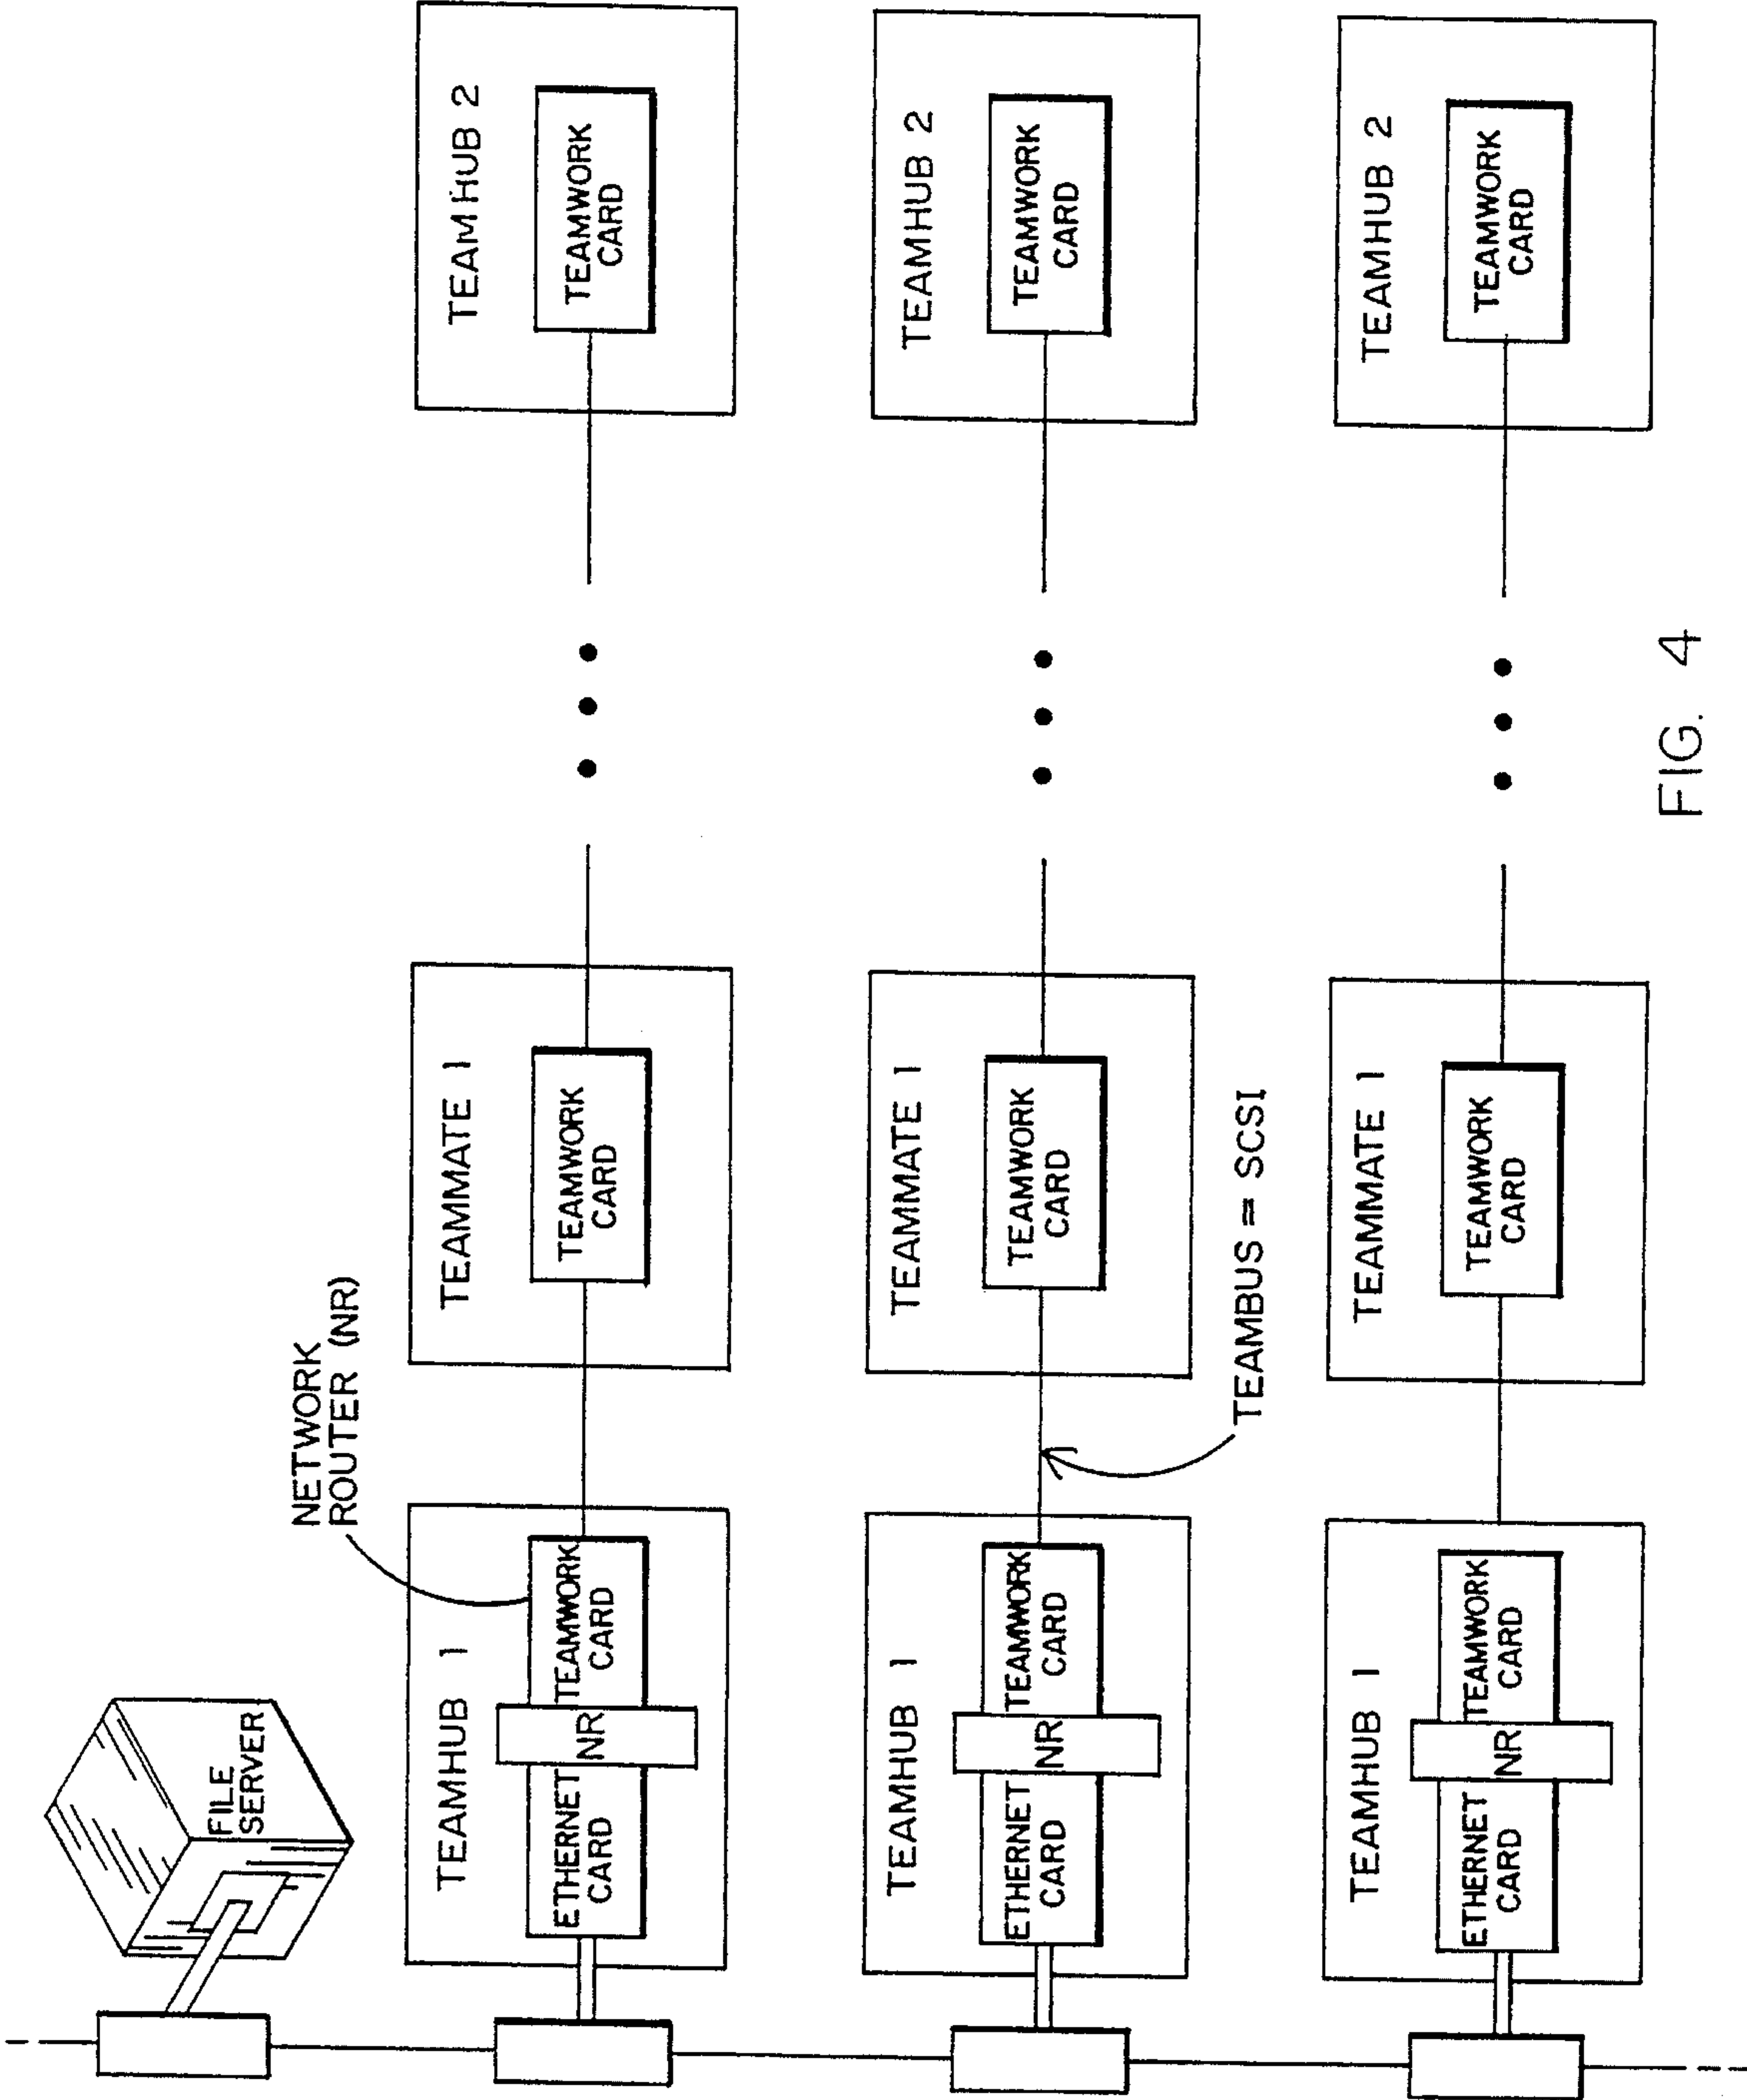 FILE
SERVER
NETWORK
ROUTER (NR)
TEAMHUB 1
ETHERNET
CARD
NR
TEAMWORK
CARD
TEAMMATE 1
TEAMWORK
CARD
TEAMHUB 2
TEAMWORK
CARD
TEAMHUB 1
ETHERNET
CARD
NR
TEAMWORK
CARD
TEAMMATE 1
TEAMWORK
CARD
TEAMHUB 2
TEAMWORK
CARD
TEAMBUS = SCSI
TEAMHUB 1
ETHERNET
CARD
NR
TEAMWORK
CARD
TEAMMATE 1
TEAMWORK
CARD
TEAMHUB 2
TEAMWORK
CARD
FIG. 4